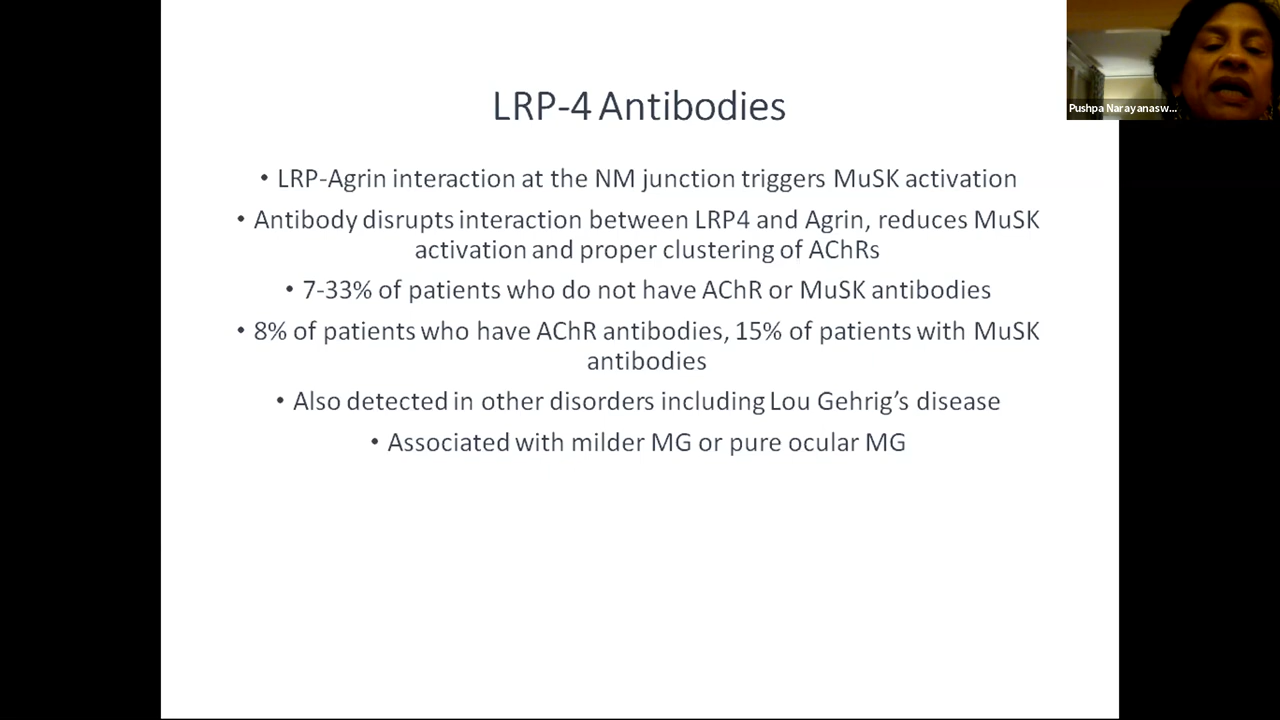 LRP-4 Antibodies
Pushpa Narayanasw...
• LRP-Agrin interaction at the NM junction triggers MuSK activation
• Antibody disrupts interaction between LRP4 and Agrin, reduces MuSK
activation and proper clustering of AChRs
• 7-33% of patients who do not have AChR or MuSK antibodies
• 8% of patients who have AChR antibodies, 15% of patients with MuSK
antibodies
• Also detected in other disorders including Lou Gehrig’s disease
• Associated with milder MG or pure ocular MG